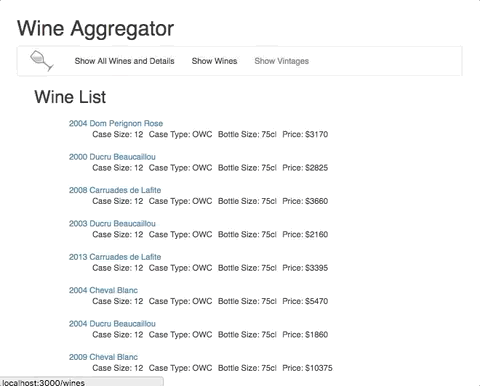 Wine Aggregator
Show All Wines and Details Show Wines Show Vintages
Wine List
2004 Dom Perignon Rose
Case Size: 12 Case Type: OWC Bottle Size: 75cl Price: $3170
2000 Ducru Beaucaillou
Case Size: 12 Case Type: OWC Bottle Size: 75cl Price: $2825
2008 Carruades de Lafite
Case Size: 12 Case Type: OWC Bottle Size: 75cl Price: $3660
2003 Ducru Beaucaillou
Case Size: 12 Case Type: OWC Bottle Size: 75cl Price: $2160
2013 Carruades de Lafite
Case Size: 12 Case Type: OWC Bottle Size: 75cl Price: $3395
2004 Cheval Blanc
Case Size: 12 Case Type: OWC Bottle Size: 75cl Price: $5470
2004 Ducru Beaucaillou
Case Size: 12 Case Type: OWC Bottle Size: 75cl Price: $1860
2009 Cheval Blanc
Case Size: 12 Case Type: OWC Bottle Size: 75cl Price: $10375
localhost:3000/wines